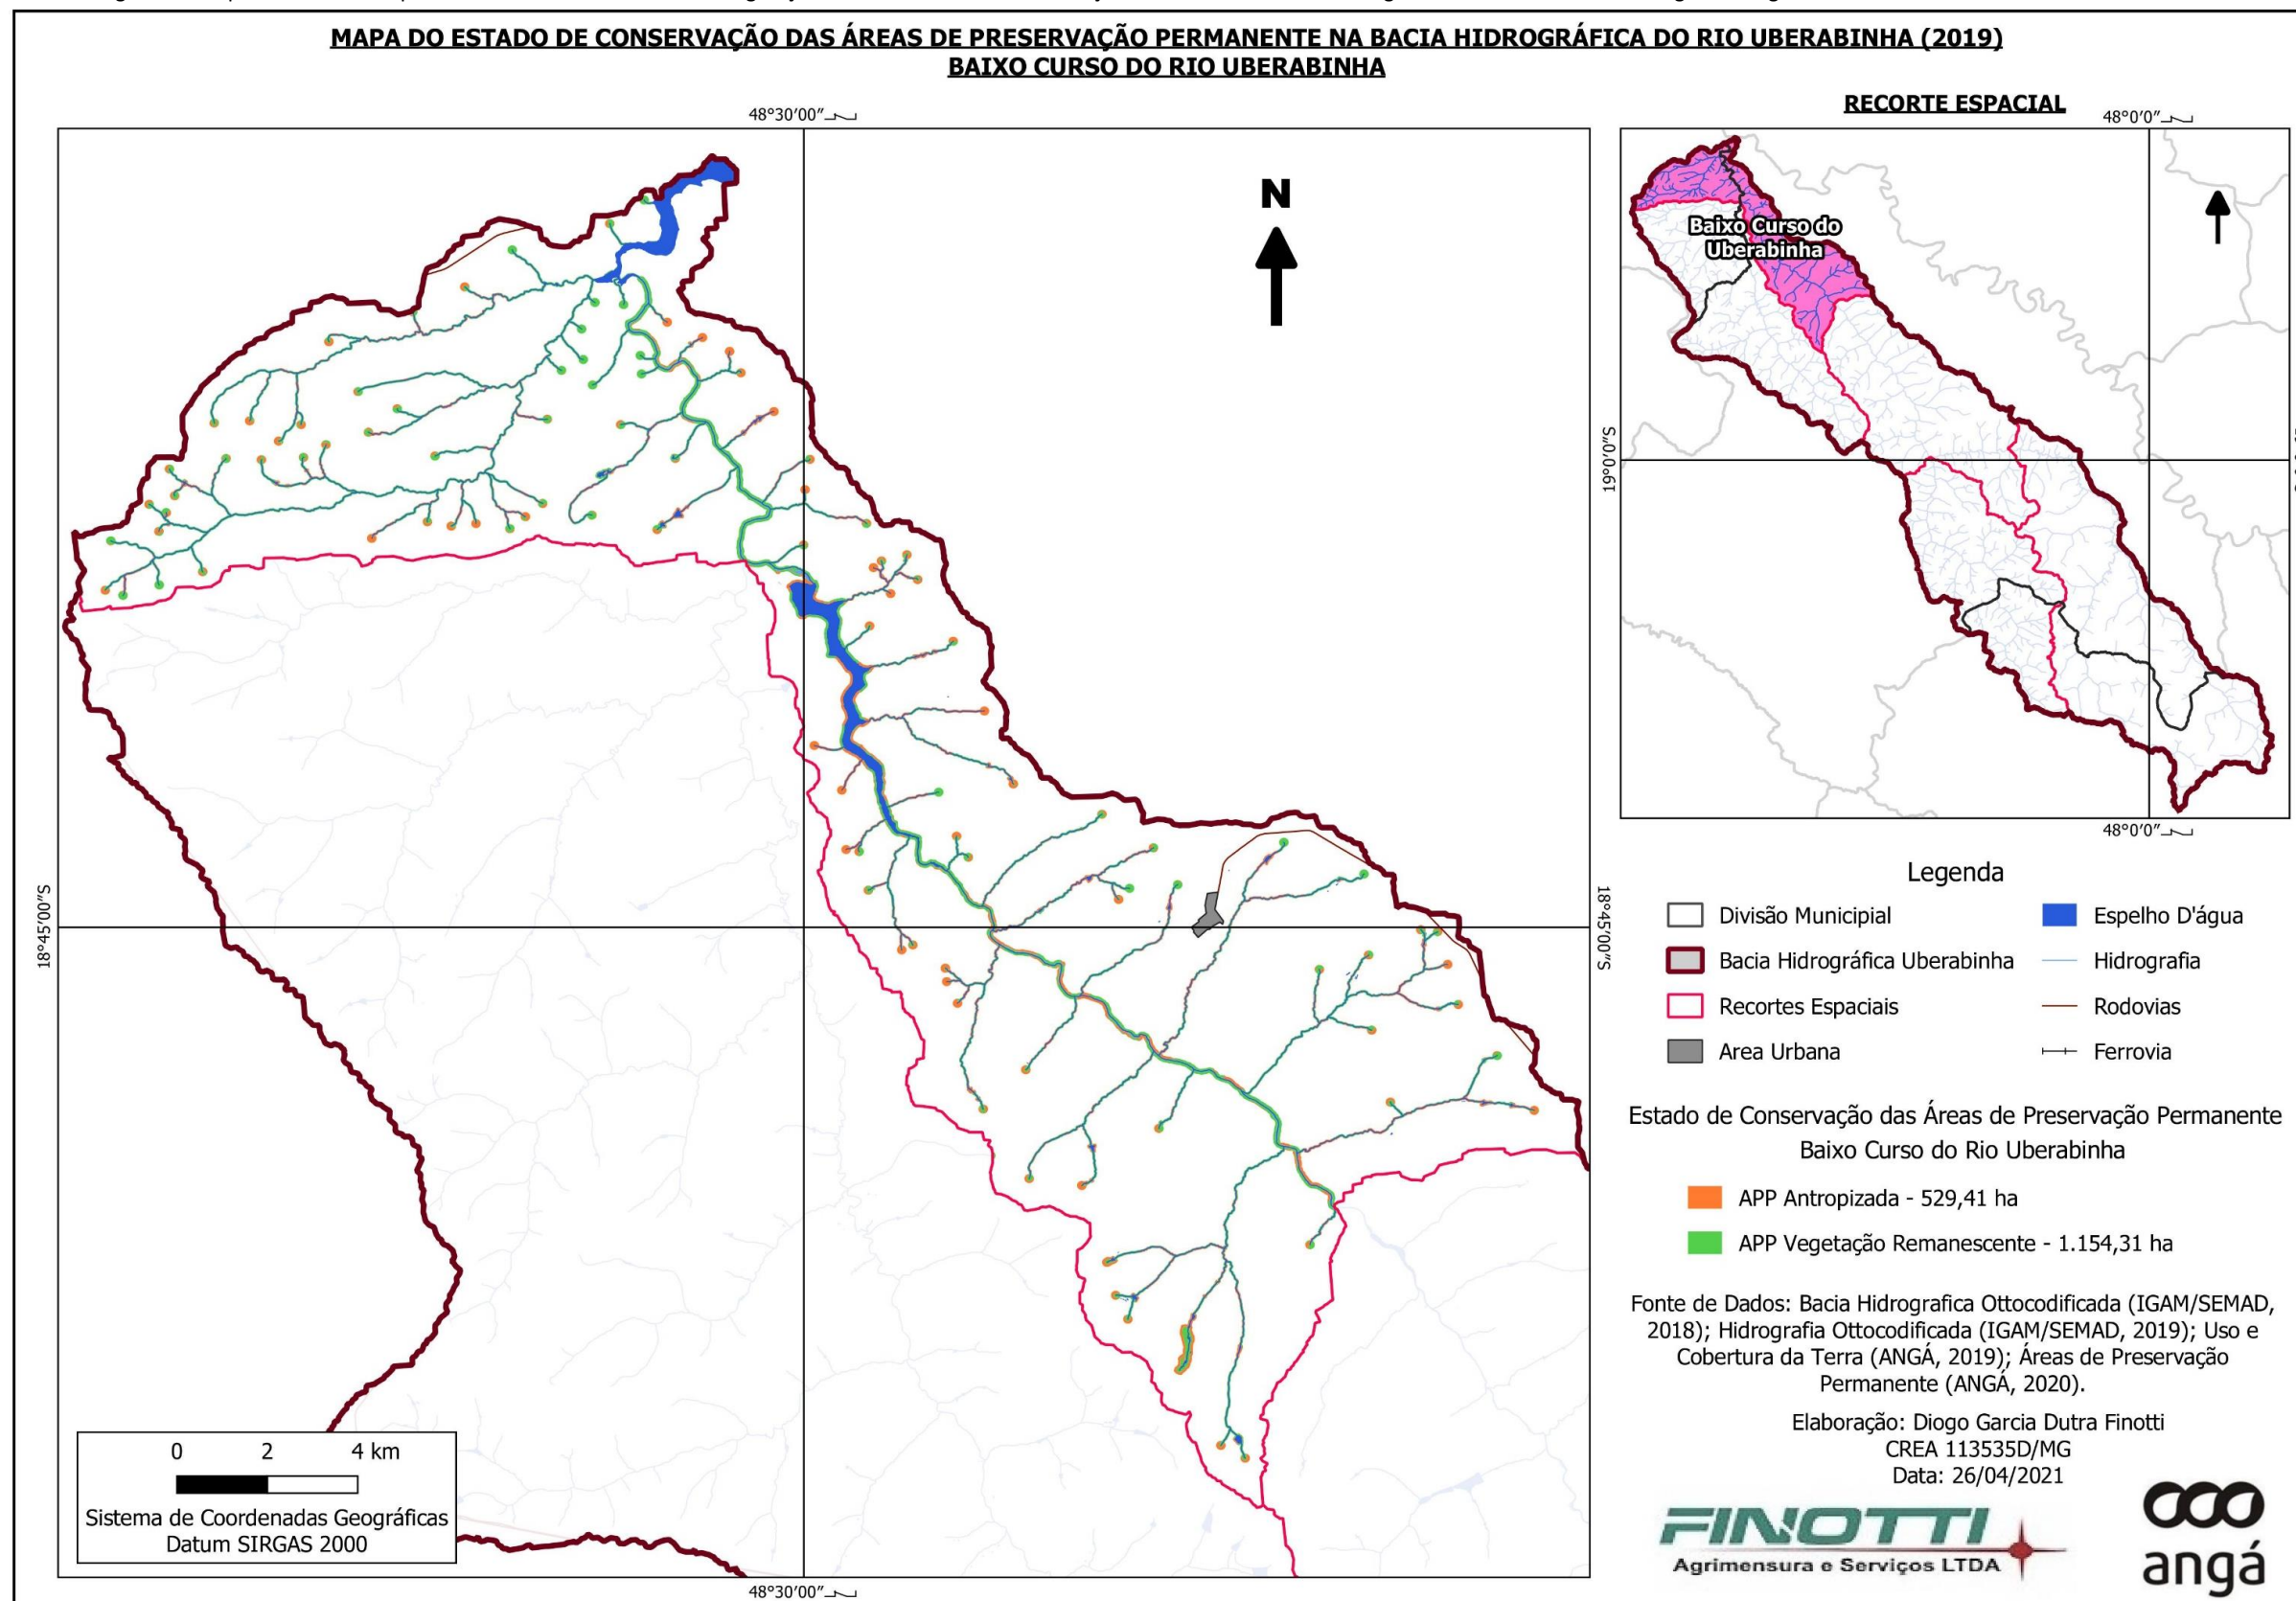 MAPA DO ESTADO DE CONSERVAÇÃO DAS ÁREAS DE PRESERVAÇÃO PERMANENTE NA BACIA HIDROGRÁFICA DO RIO UBERABINHA (2019)
BAIXO CURSO DO RIO UBERABINHA
48°30'00"
RECORTE ESPACIAL
48°0'0"
N
Baixo Curso do
Uberabinha
19°0'0"S
48°0'0"
18°45'00"S
18°45'00"S
Legenda
Divisão Municipial
Espelho D'água
Bacia Hidrográfica Uberabinha
Hidrografia
Recortes Espaciais
Rodovias
Area Urbana
Ferrovia
Estado de Conservação das Áreas de Preservação Permanente
Baixo Curso do Rio Uberabinha
APP Antropizada - 529,41 ha
APP Vegetação Remanescente - 1.154,31 ha
Fonte de Dados: Bacia Hidrografica Ottocodificada (IGAM/SEMAD,
2018); Hidrografia Ottocodificada (IGAM/SEMAD, 2019); Uso e
Cobertura da Terra (ANGÁ, 2019); Áreas de Preservação
Permanente (ANGÁ, 2020).
Elaboração: Diogo Garcia Dutra Finotti
CREA 113535D/MG
Data: 26/04/2021
FINOTTI
Agrimensura e Serviços LTDA
angá
0 2 4 km
Sistema de Coordenadas Geográficas
Datum SIRGAS 2000
48°30'00"